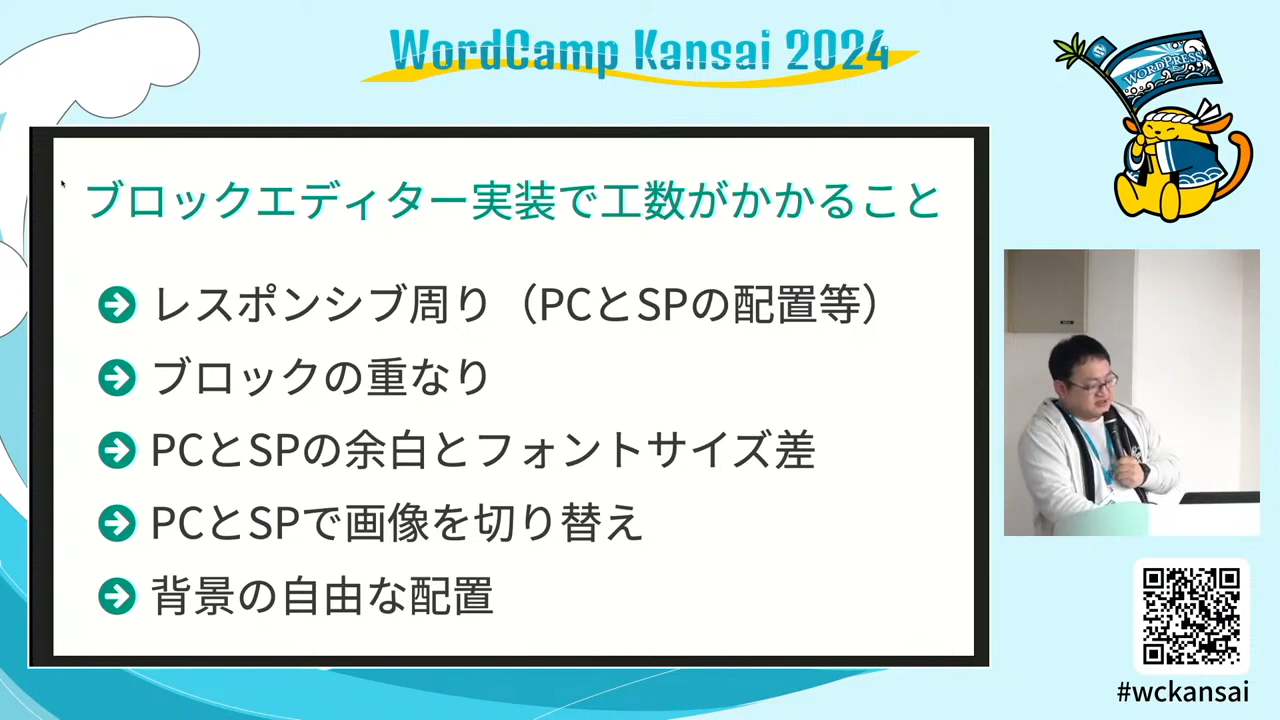 WordCamp Kansai 2024
WORDPRESS
W
ブロックエディター実装で工数がかかること
レスポンシブ周り（PCとSPの配置等）
ブロックの重なり
PCとSPの余白とフォントサイズ差
PCとSPで画像を切り替え
背景の自由な配置
#wckansai